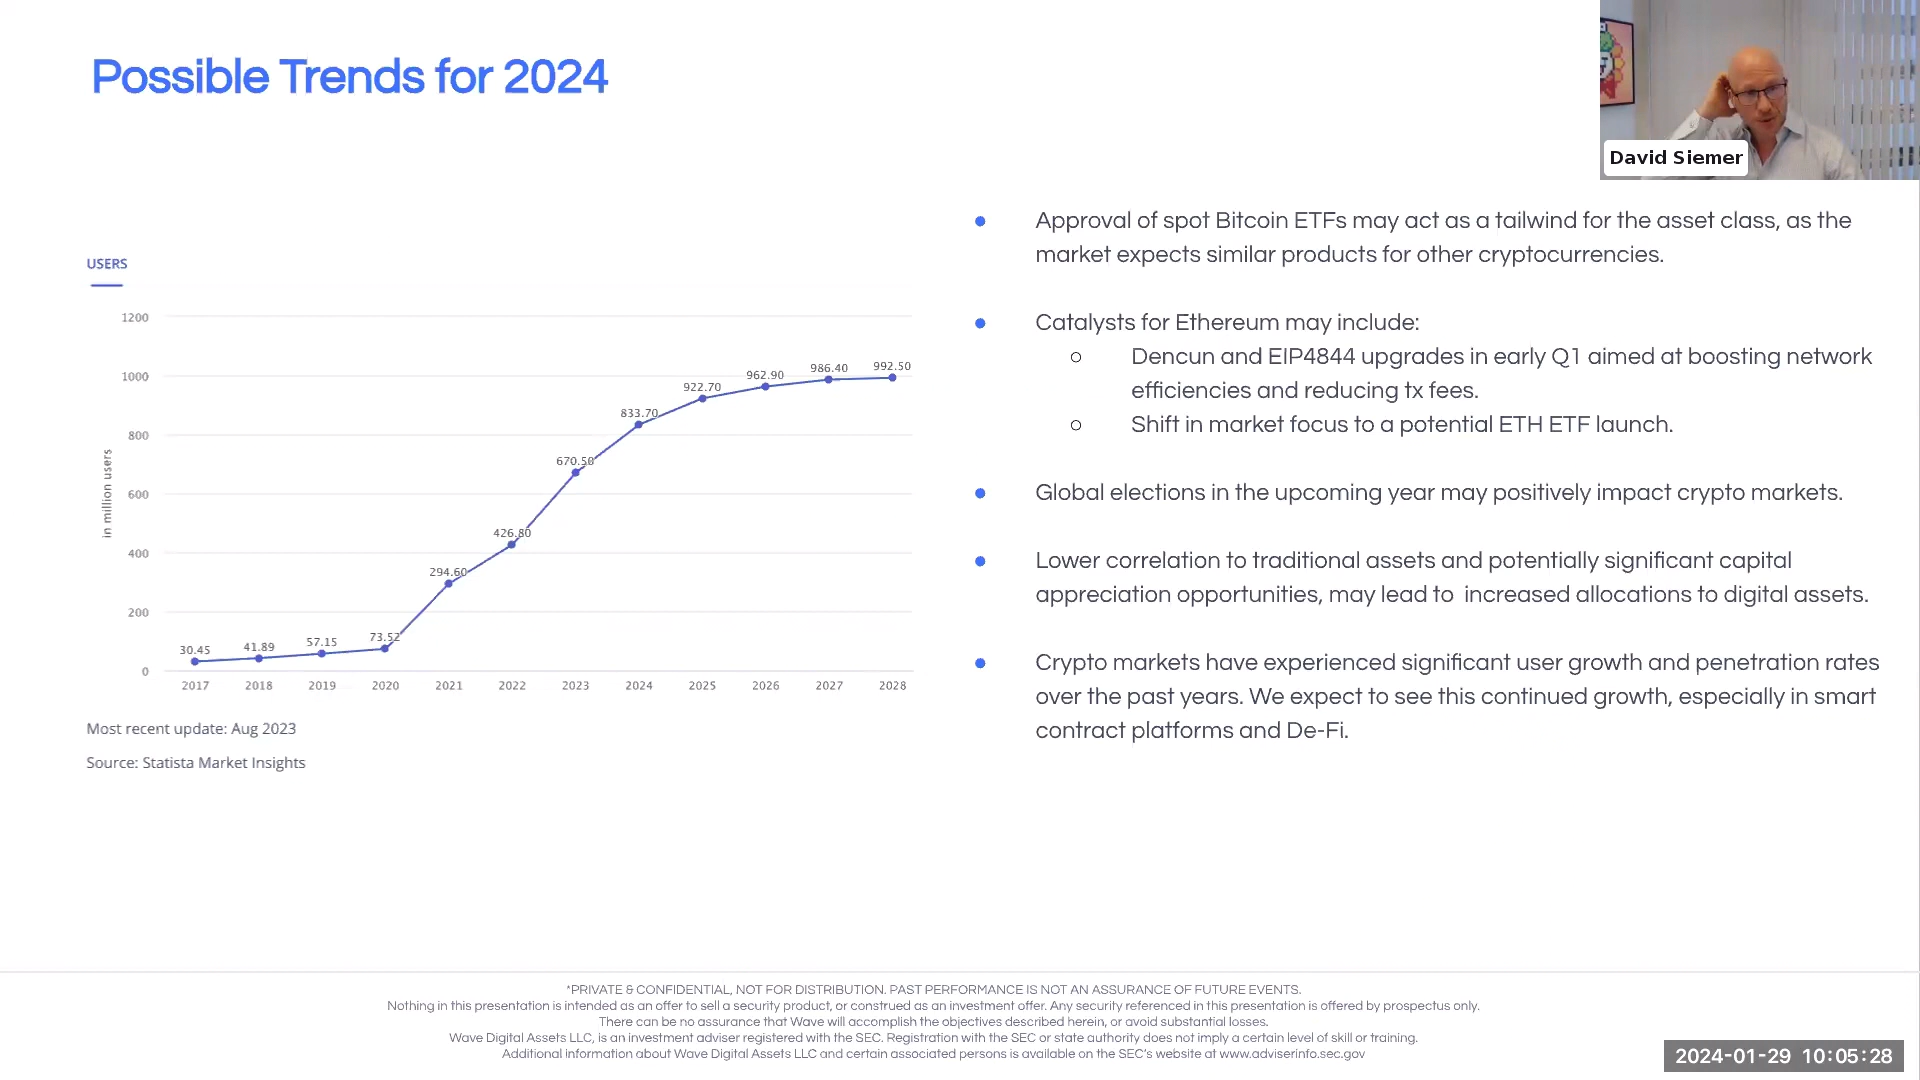 Possible Trends for 2024
David Siemer
USERS
in million users
1200
1000
800
600
400
200
0
30.45
41.89
57.15
73.52
294.60
426.80
670.50
833.70
922.70
962.90
986.40
992.50
2017 2018 2019 2020 2021 2022 2023 2024 2025 2026 2027 2028
Most recent update: Aug 2023
Source: Statista Market Insights
● Approval of spot Bitcoin ETFs may act as a tailwind for the asset class, as the
market expects similar products for other cryptocurrencies.
● Catalysts for Ethereum may include:
○ Dencun and EIP4844 upgrades in early Q1 aimed at boosting network
efficiencies and reducing tx fees.
○ Shift in market focus to a potential ETH ETF launch.
● Global elections in the upcoming year may positively impact crypto markets.
● Lower correlation to traditional assets and potentially significant capital
appreciation opportunities, may lead to increased allocations to digital assets.
● Crypto markets have experienced significant user growth and penetration rates
over the past years. We expect to see this continued growth, especially in smart
contract platforms and De-Fi.
*PRIVATE & CONFIDENTIAL, NOT FOR DISTRIBUTION. PAST PERFORMANCE IS NOT AN ASSURANCE OF FUTURE EVENTS.
Nothing in this presentation is intended as an offer to sell a security product, or construed as an investment offer. Any security referenced in this presentation is offered by prospectus only.
There can be no assurance that Wave will accomplish the objectives described herein, or avoid substantial losses.
Wave Digital Assets LLC, is an investment adviser registered with the SEC. Registration with the SEC or state authority does not imply a certain level of skill or training.
Additional information about Wave Digital Assets LLC and certain associated persons is available on the SEC's website at www.adviserinfo.sec.gov
2024-01-29 10:05:28